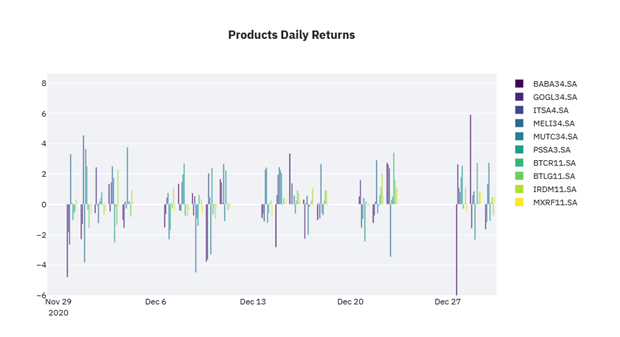 Products Daily Returns
8
6
4
2
0
−2
−4
−6
Nov 29
2020
Dec 6
Dec 13
Dec 20
Dec 27
BABA34.SA
GOGL34.SA
ITSA4.SA
MELI34.SA
MUTC34.SA
PSSA3.SA
BTCR11.SA
BTLG11.SA
IRDM11.SA
MXRF11.SA